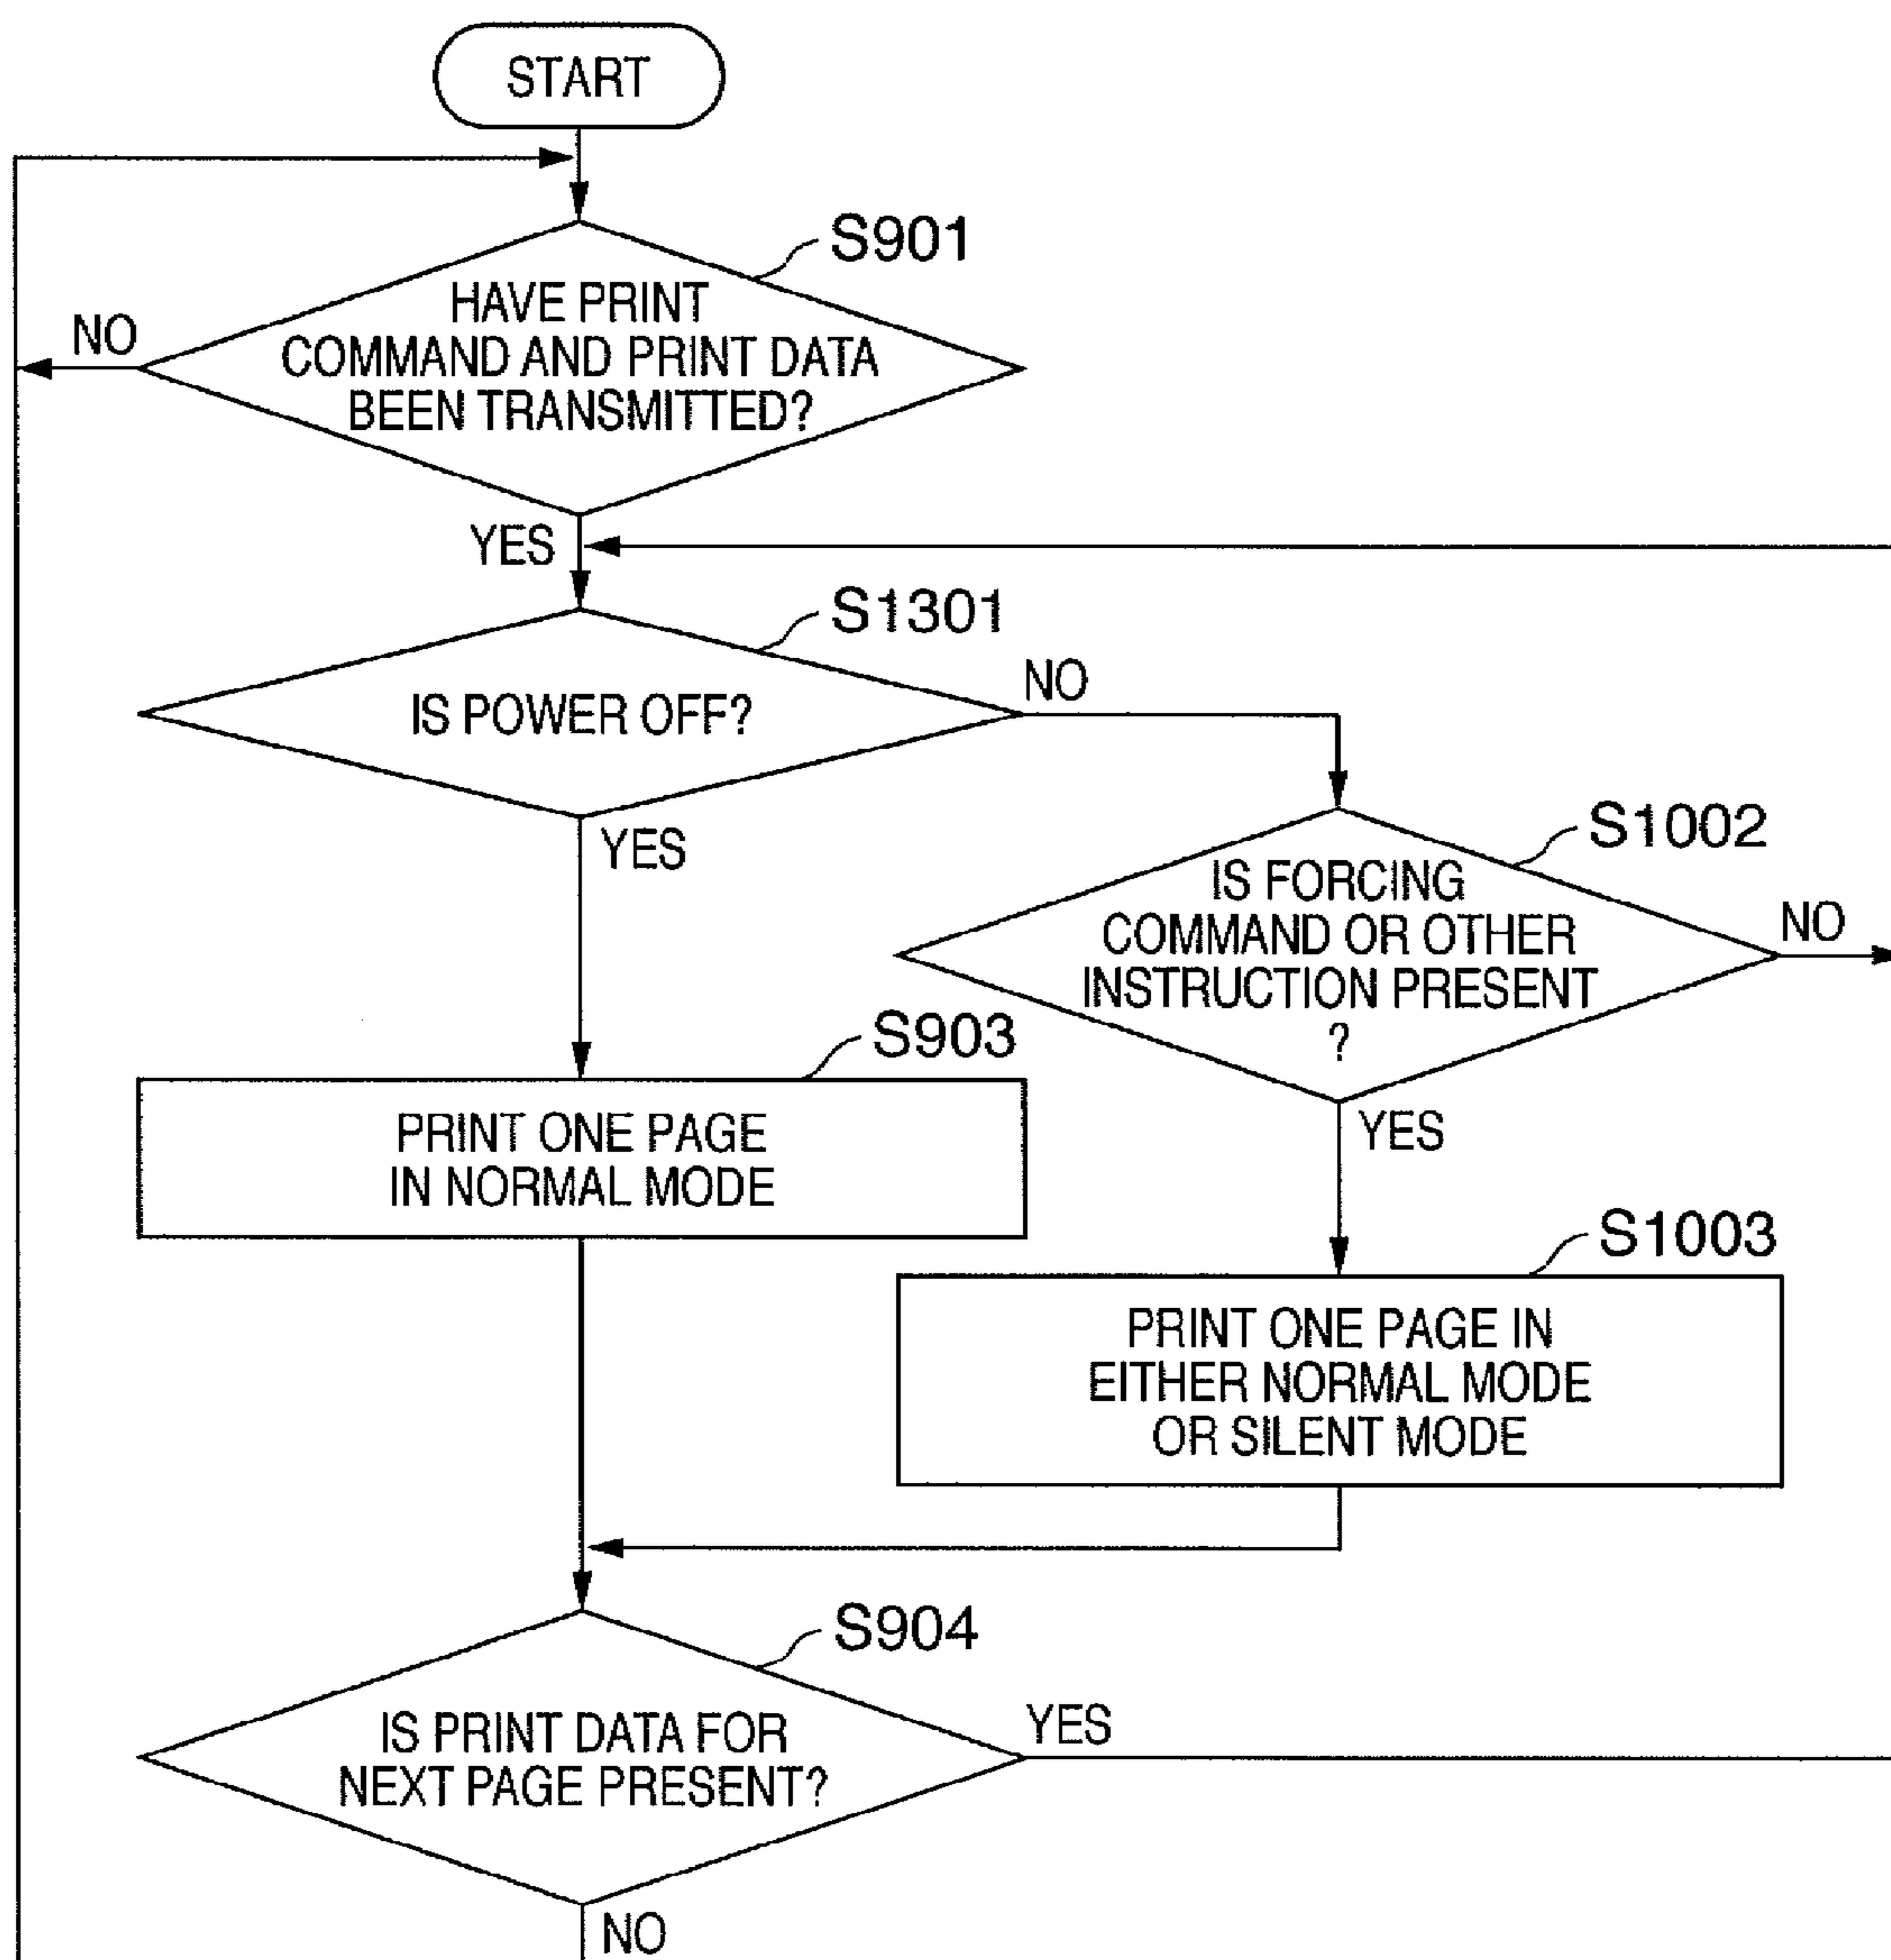 START
S901
HAVE PRINT
COMMAND AND PRINT DATA
BEEN TRANSMITTED?
NO
YES
S1301
IS POWER OFF?
NO
YES
S1002
IS FORCING
COMMAND OR OTHER
INSTRUCTION PRESENT
?
NO
YES
S903
PRINT ONE PAGE
IN NORMAL MODE
S1003
PRINT ONE PAGE IN
EITHER NORMAL MODE
OR SILENT MODE
S904
IS PRINT DATA FOR
NEXT PAGE PRESENT?
YES
NO